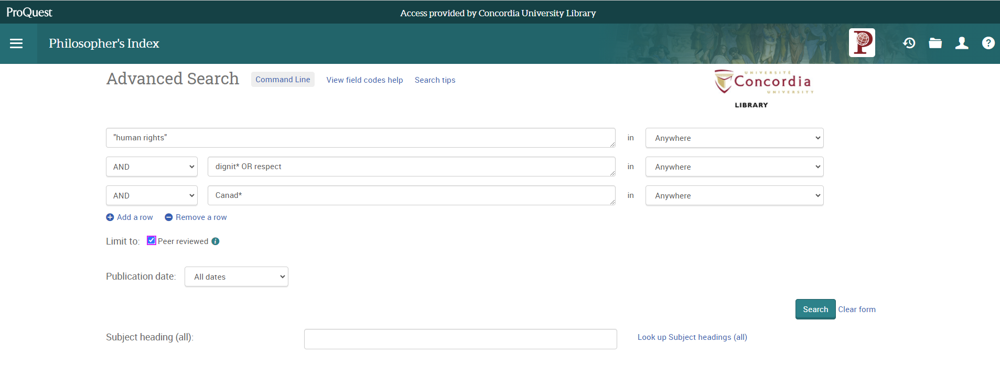 ProQuest
Access provided by Concordia University Library
Philosopher's Index
P
?
Advanced Search Command Line View field codes help Search tips
UNIVERSITÉ
Concordia
UNIVERSITY
LIBRARY
"human rights" in Anywhere
AND dignit* OR respect in Anywhere
AND Canad* in Anywhere
Add a row Remove a row
Limit to: Peer reviewed i
Publication date: All dates
Search Clear form
Subject heading (all): Look up Subject headings (all)